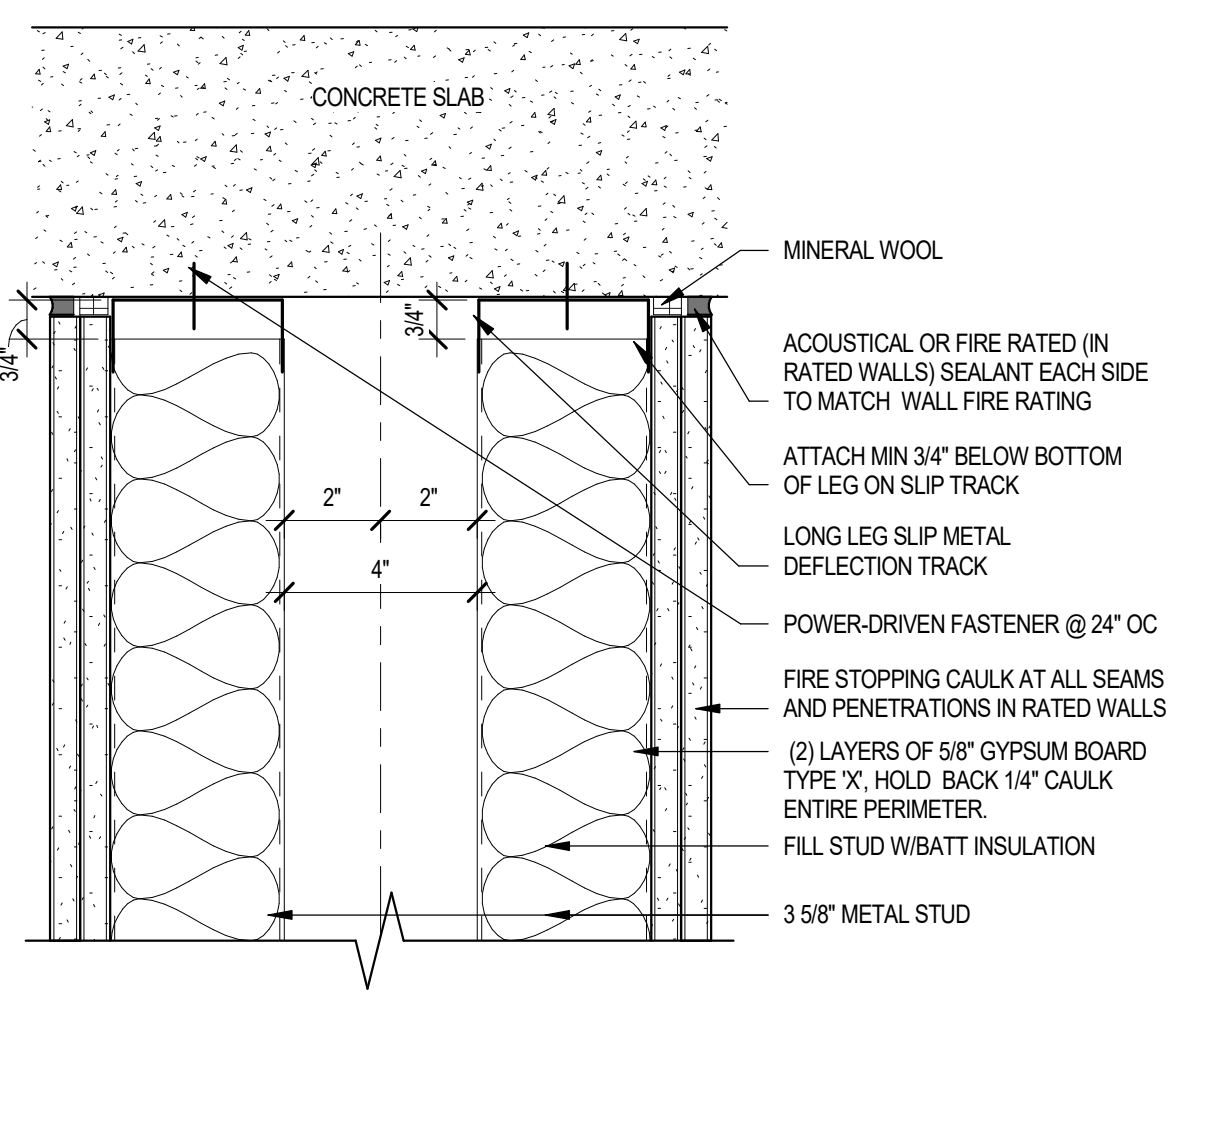 CONCRETE SLAB
MINERAL WOOL
3/4"
3/4"
ACOUSTICAL OR FIRE RATED (IN
RATED WALLS) SEALANT EACH SIDE
TO MATCH WALL FIRE RATING
ATTACH MIN 3/4" BELOW BOTTOM
OF LEG ON SLIP TRACK
2"
2"
LONG LEG SLIP METAL
DEFLECTION TRACK
4"
POWER-DRIVEN FASTENER @ 24" OC
FIRE STOPPING CAULK AT ALL SEAMS
AND PENETRATIONS IN RATED WALLS
(2) LAYERS OF 5/8" GYPSUM BOARD
TYPE 'X', HOLD BACK 1/4" CAULK
ENTIRE PERIMETER.
FILL STUD W/BATT INSULATION
3 5/8" METAL STUD